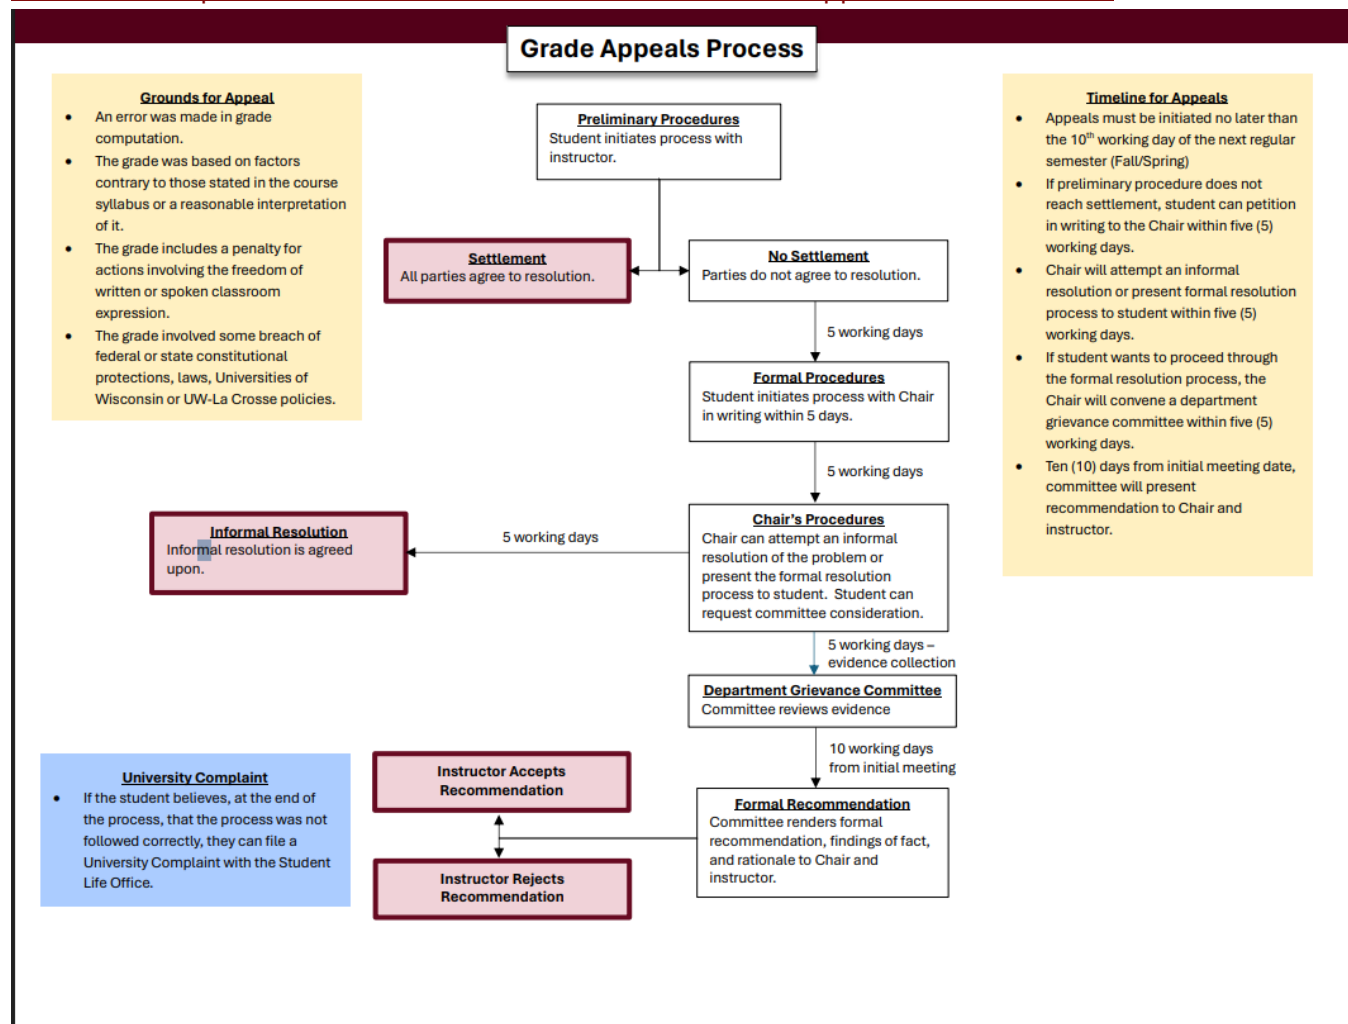 Grade Appeals Process
Grounds for Appeal
• An error was made in grade
computation.
• The grade was based on factors
contrary to those stated in the course
syllabus or a reasonable interpretation
of it.
• The grade includes a penalty for
actions involving the freedom of
written or spoken classroom
expression.
• The grade involved some breach of
federal or state constitutional
protections, laws, Universities of
Wisconsin or UW-La Crosse policies.
Preliminary Procedures
Student initiates process with
instructor.
Settlement
All parties agree to resolution.
No Settlement
Parties do not agree to resolution.
5 working days
Formal Procedures
Student initiates process with Chair
in writing within 5 days.
5 working days
Chair's Procedures
Chair can attempt an informal
resolution of the problem or
present the formal resolution
process to student. Student can
request committee consideration.
5 working days
Informal Resolution
Informal resolution is agreed
upon.
5 working days –
evidence collection
Department Grievance Committee
Committee reviews evidence
10 working days
from initial meeting
Formal Recommendation
Committee renders formal
recommendation, findings of fact,
and rationale to Chair and
instructor.
Instructor Accepts
Recommendation
Instructor Rejects
Recommendation
Timeline for Appeals
• Appeals must be initiated no later than
the 10th working day of the next regular
semester (Fall/Spring)
• If preliminary procedure does not
reach settlement, student can petition
in writing to the Chair within five (5)
working days.
• Chair will attempt an informal
resolution or present formal resolution
process to student within five (5)
working days.
• If student wants to proceed through
the formal resolution process, the
Chair will convene a department
grievance committee within five (5)
working days.
• Ten (10) days from initial meeting date,
committee will present
recommendation to Chair and
instructor.
University Complaint
• If the student believes, at the end of
the process, that the process was not
followed correctly, they can file a
University Complaint with the Student
Life Office.